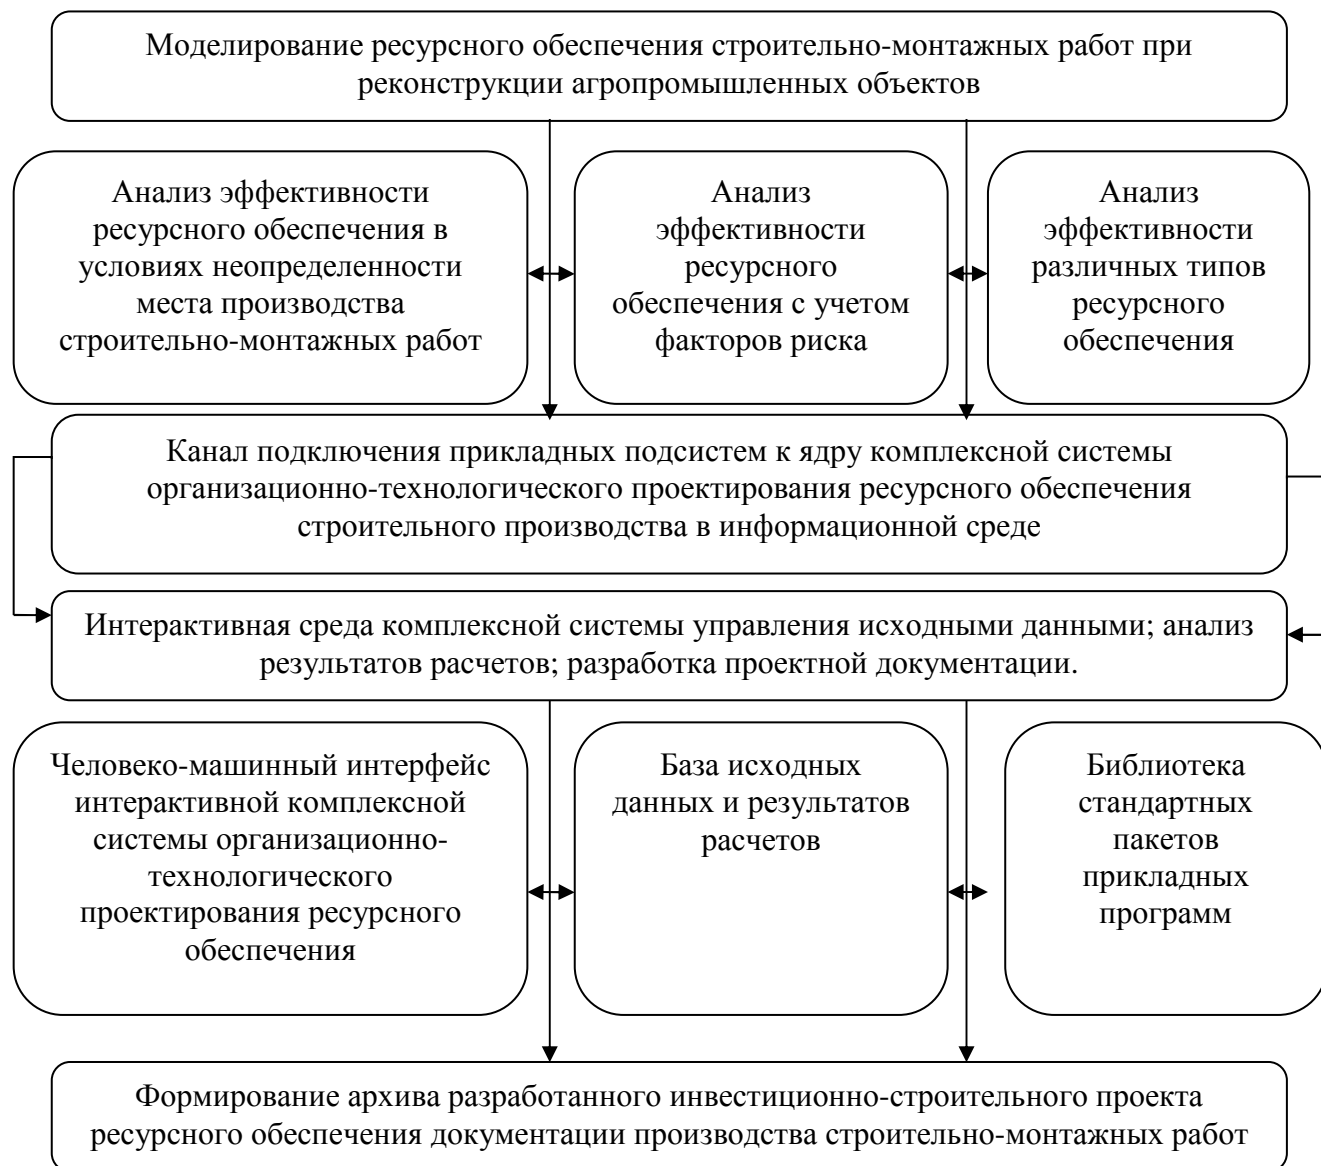 Моделирование ресурсного обеспечения строительно-монтажных работ при
реконструкции агропромышленных объектов
Анализ эффективности
ресурсного обеспечения в
условиях неопределенности
места производства
строительно-монтажных работ
Анализ
эффективности
ресурсного
обеспечения с учетом
факторов риска
Анализ
эффективности
различных типов
ресурсного
обеспечения
Канал подключения прикладных подсистем к ядру комплексной системы
организационно-технологического проектирования ресурсного обеспечения
строительного производства в информационной среде
Интерактивная среда комплексной системы управления исходными данными; анализ
результатов расчетов; разработка проектной документации.
Человеко-машинный интерфейс
интерактивной комплексной
системы организационно-
технологического
проектирования ресурсного
обеспечения
База исходных
данных и результатов
расчетов
Библиотека
стандартных
пакетов
прикладных
программ
Формирование архива разработанного инвестиционно-строительного проекта
ресурсного обеспечения документации производства строительно-монтажных работ